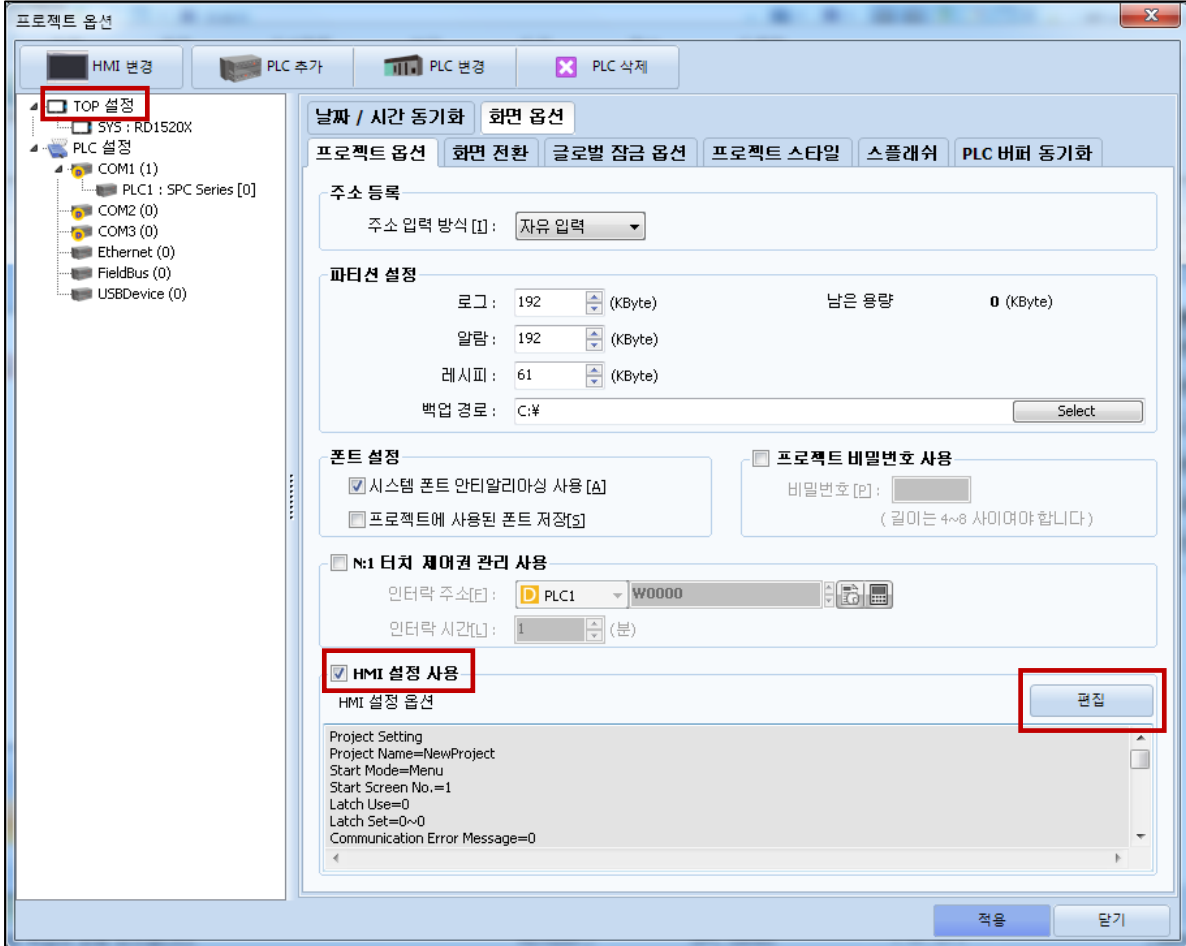 프로젝트 옵션
HMI 변경
PLC 추가
PLC 변경
PLC 삭제
TOP 설정
SYS : RD1520X
PLC 설정
COM1 (1)
PLC1 : SPC Series [0]
COM2 (0)
COM3 (0)
Ethernet (0)
FieldBus (0)
USBDevice (0)
날짜 / 시간 동기화 화면 옵션
프로젝트 옵션 화면 전환 글로벌 잠금 옵션 프로젝트 스타일 스플래쉬 PLC 버퍼 동기화
주소 등록
주소 입력 방식 [I] : 자유 입력
파티션 설정
로그 : 192 (KByte) 남은 용량 0 (KByte)
알람 : 192 (KByte)
레시피 : 61 (KByte)
백업 경로 : C:\ Select
폰트 설정
시스템 폰트 안티알리아싱 사용 [A]
프로젝트에 사용된 폰트 저장[S]
프로젝트 비밀번호 사용
비밀번호 [P] :
( 길이는 4~8 사이여야 합니다 )
N:1 터치 제어권 관리 사용
인터락 주소[F] : D PLC1 W0000
인터락 시간[L] : 1 (분)
HMI 설정 사용
HMI 설정 옵션 편집
Project Setting
Project Name=NewProject
Start Mode=Menu
Start Screen No.=1
Latch Use=0
Latch Set=0~0
Communication Error Message=0
적용 닫기